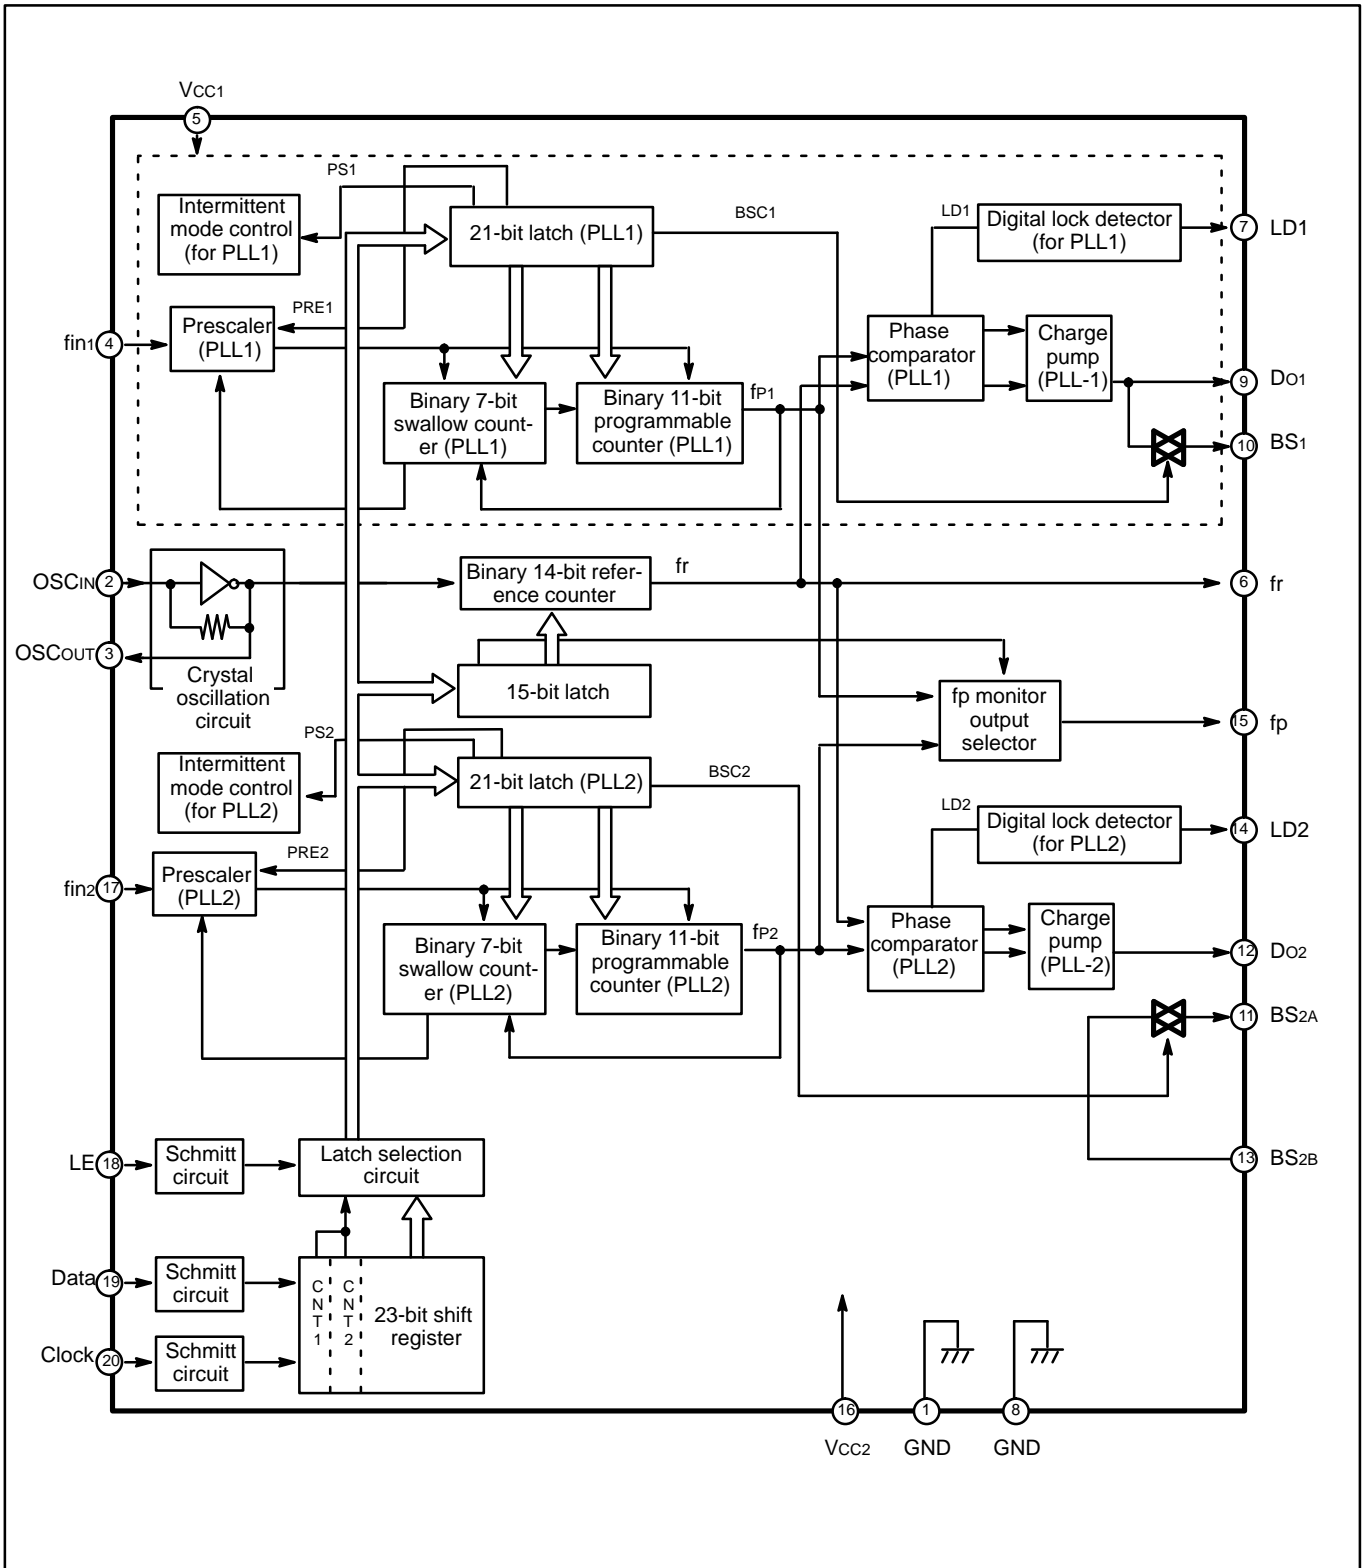 VCC1
5
PS1
Intermittent
mode control
(for PLL1)
21-bit latch (PLL1)
BSC1
LD1
Digital lock detector
(for PLL1)
7
LD1
PRE1
fin1
4
Prescaler
(PLL1)
Phase
comparator
(PLL1)
Charge
pump
(PLL-1)
9
DO1
Binary 7-bit
swallow count-
er (PLL1)
Binary 11-bit
programmable
counter (PLL1)
fP1
10
BS1
OSCIN
2
Binary 14-bit refer-
ence counter
fr
6
fr
OSCOUT
3
Crystal
oscillation
circuit
15-bit latch
fp monitor
output
selector
15
fp
PS2
Intermittent
mode control
(for PLL2)
21-bit latch (PLL2)
BSC2
LD2
Digital lock detector
(for PLL2)
14
LD2
PRE2
fin2
17
Prescaler
(PLL2)
Phase
comparator
(PLL2)
Charge
pump
(PLL-2)
12
DO2
Binary 7-bit
swallow count-
er (PLL2)
Binary 11-bit
programmable
counter (PLL2)
fP2
11
BS2A
LE
18
Schmitt
circuit
Latch selection
circuit
13
BS2B
Data
19
Schmitt
circuit
CNT1
CNT2
23-bit shift
register
Clock
20
Schmitt
circuit
16
1
8
VCC2
GND
GND